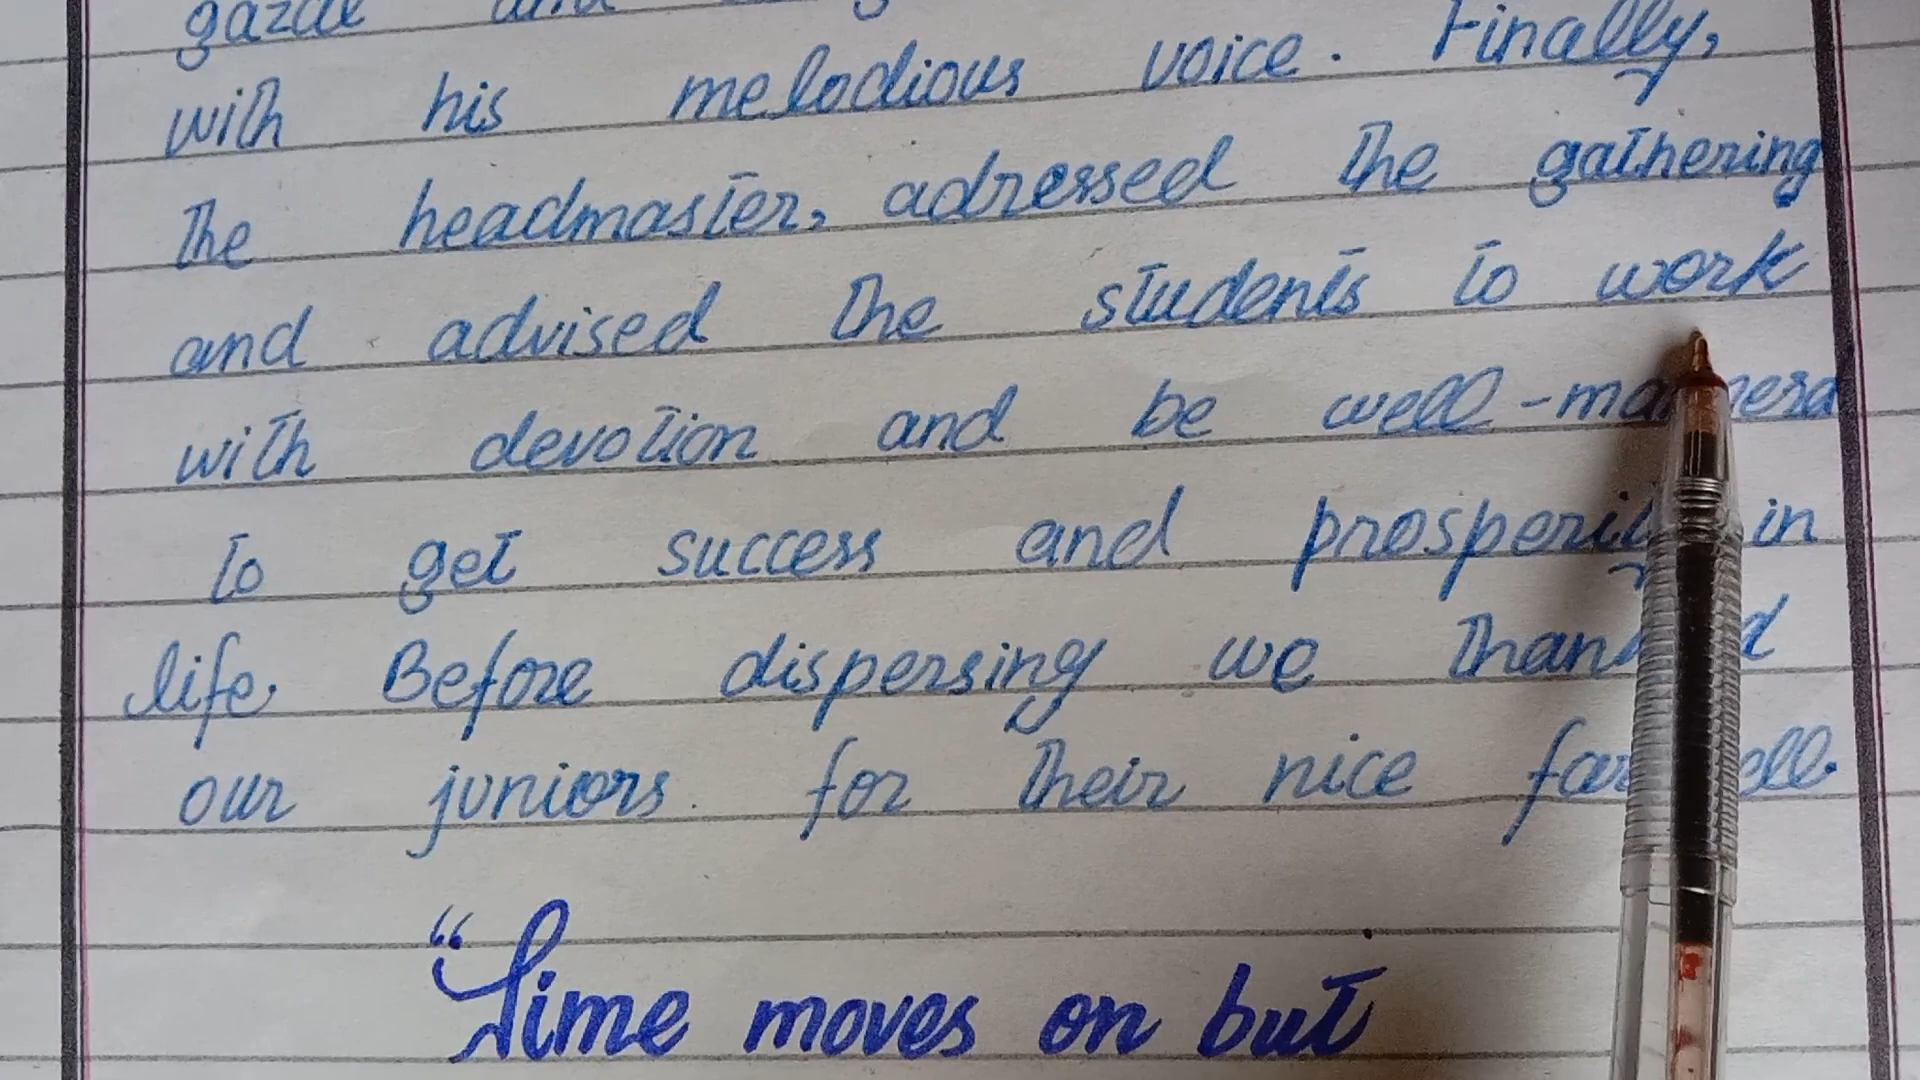 gazal and
with his melodious voice. Finally,
the headmaster, adressed the gathering
and advised the students to work
with devotion and be
to get success and in
life. Before dispersing we
our juniors for their nice
"Time moves on but